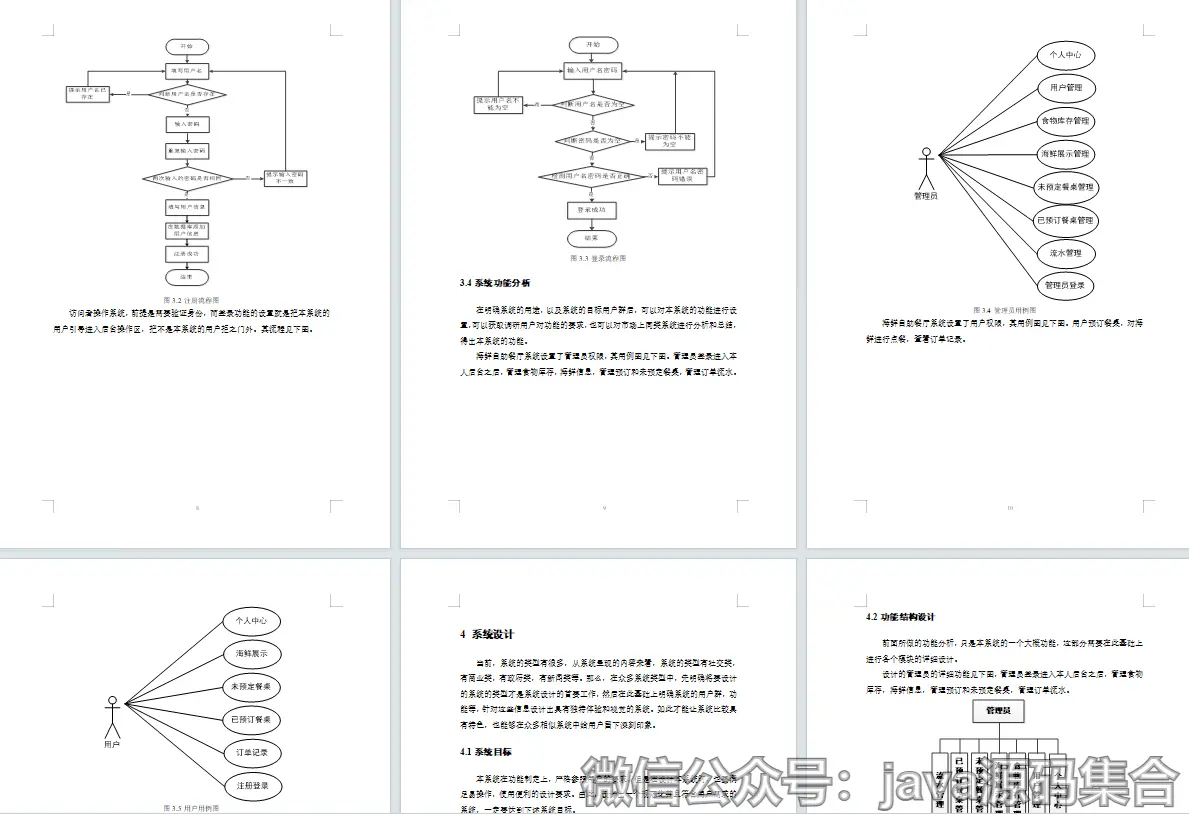 开始
填写用户名
提示用户名已
存在
是
判断用户名是否存在
否
输入密码
重复输入密码
两次输入的密码是否相同
否
提示输入密码
不一致
是
填写用户信息
在数据库添加
用户信息
注册成功
结束
图 3.2 注册流程图
访问者操作系统，前提是需要验证身份，而登录功能的设置就是把本系统的
用户引导进入后台操作区，把不是本系统的用户拒之门外。其流程见下面。
8
开始
输入用户名密码
提示用户名不
能为空
是
判断用户名是否为空
否
判断密码是否为空
是
提示密码不能
为空
否
检测用户名密码是否正确
否
提示用户名密
码错误
是
登录成功
结束
图 3.3 登录流程图
3.4 系统功能分析
在明确系统的用途，以及系统的目标用户群后，可以对本系统的功能进行设
置，可以获取调研用户对功能的要求，也可以对市场上同类系统进行分析和总结，
得出本系统的功能。
海鲜自助餐厅系统设置了管理员权限，其用例图见下面。管理员登录进入本
人后台之后，管理食物库存，海鲜信息，管理预订和未预定餐桌，管理订单流水。
9
个人中心
用户管理
食物库存管理
海鲜展示管理
未预定餐桌管理
已预订餐桌管理
流水管理
管理员登录
管理员
图 3.4 管理员用例图
海鲜自助餐厅系统设置了用户权限，其用例图见下面。用户预订餐桌，对海
鲜进行点餐，查看订单记录。
10
个人中心
海鲜展示
未预定餐桌
已预订餐桌
订单记录
注册登录
用户
图 3.5 用户用例图
4 系统设计
当前，系统的类型有很多，从系统呈现的内容来看，系统的类型有社交类，
有商业类，有政府类，有新闻类等。那么，在众多系统类型中，先明确将要设计
的系统的类型才是系统设计的首要工作，然后在此基础上明确系统的用户群，功
能等，针对这些信息设计出具有独特体验和视觉的系统。如此才能让系统比较具
有特色，也能够在众多相似系统中给用户留下深刻印象。
4.1 系统目标
本系统在功能制定上，严格参照
足易操作，使用便利的设计要求。
系统，一定要达到下述系统目标。
4.2 功能结构设计
前面所做的功能分析，只是本系统的一个大概功能，这部分需要在此基础上
进行各个模块的详细设计。
设计的管理员的详细功能见下面，管理员登录进入本人后台之后，管理食物
库存，海鲜信息，管理预订和未预定餐桌，管理订单流水。
管理员
微信公众号：java源码集合